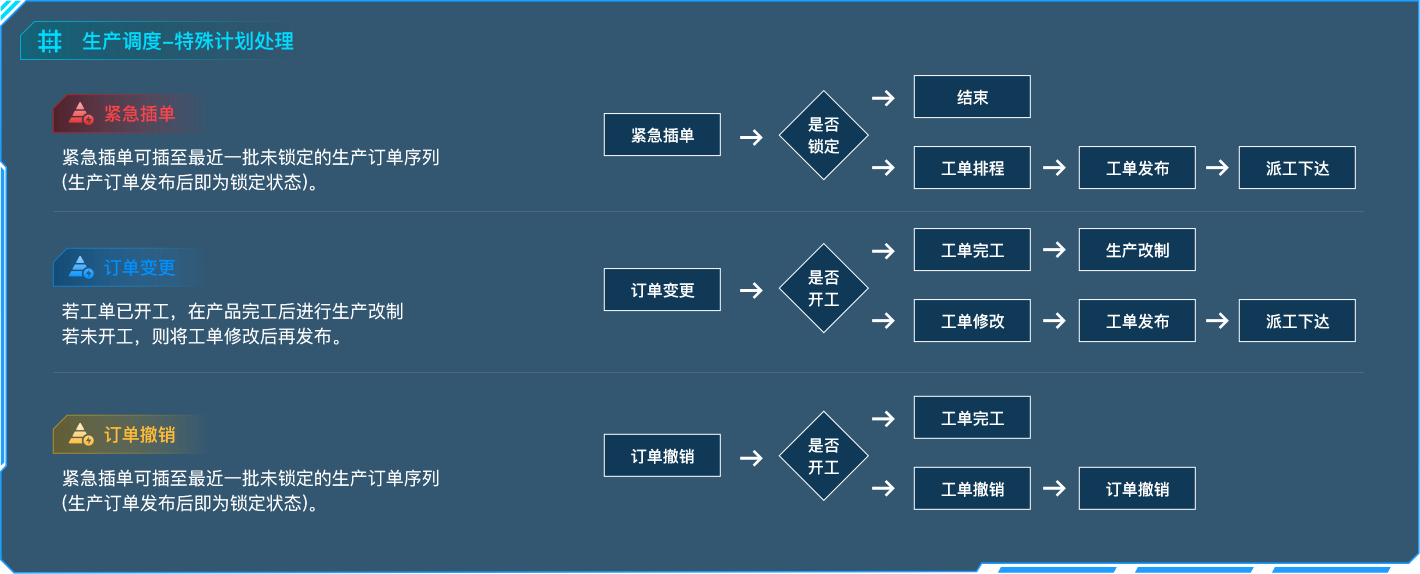 生产调度–特殊计划处理
紧急插单
紧急插单可插至最近一批未锁定的生产订单序列
(生产订单发布后即为锁定状态)。
紧急插单
是否
锁定
结束
工单排程
工单发布
派工下达
订单变更
若工单已开工，在产品完工后进行生产改制
若未开工，则将工单修改后再发布。
订单变更
是否
开工
工单完工
生产改制
工单修改
工单发布
派工下达
订单撤销
紧急插单可插至最近一批未锁定的生产订单序列
(生产订单发布后即为锁定状态)。
订单撤销
是否
开工
工单完工
工单撤销
订单撤销